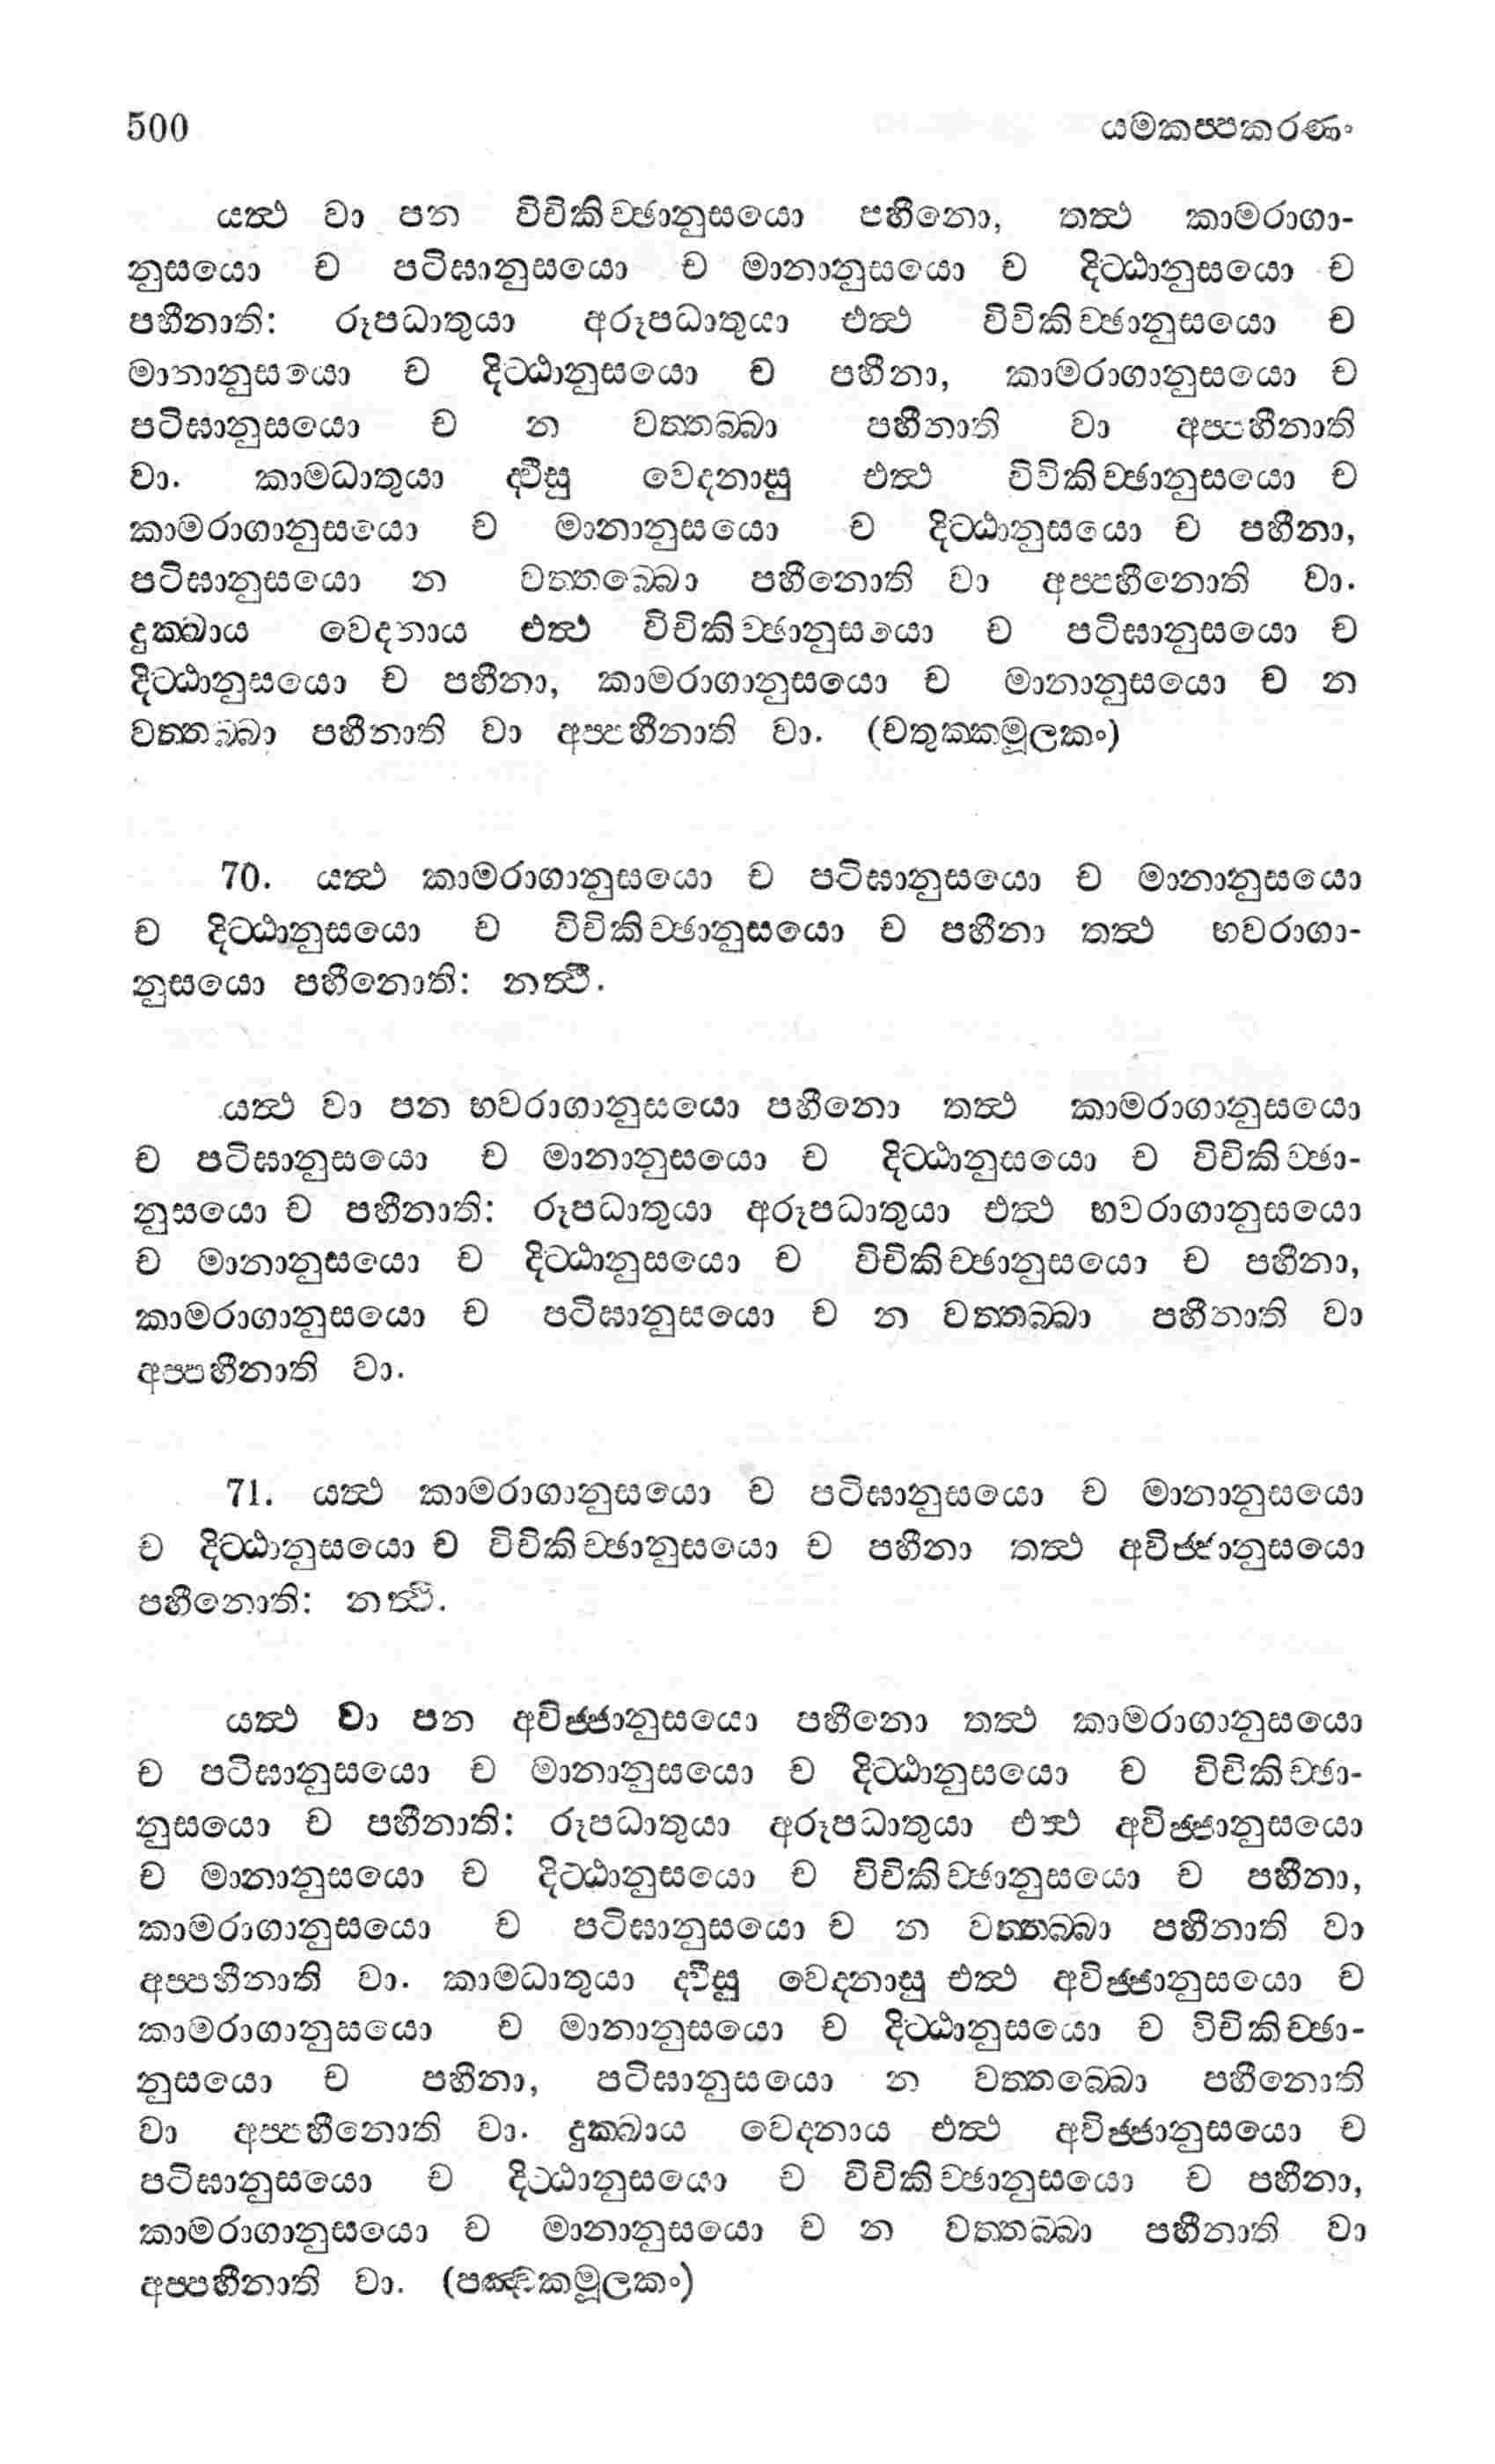 500 යමකප්පකරණං
යත්ථ වා පන විචිකිච්ඡානුසයො පහීනො, තත්ථ කාමරාගා-
නුසයො ච පටිඝානුසයො ච මානානුසයො ච දිට්ඨානුසයො ච
පහීනාති: රූපධාතුයා අරූපධාතුයා එත්ථ විචිකිච්ඡානුසයො ච
මානානුසයො ච දිට්ඨානුසයො ච පහීනා, කාමරාගානුසයො ච
පටිඝානුසයො ච න වත්තබ්බා පහීනාති වා අප්පහීනාති
වා. කාමධාතුයා ද්වීසු වෙදනාසු එත්ථ විචිකිච්ඡානුසයො ච
කාමරාගානුසයො ච මානානුසයො ච දිට්ඨානුසයො ච පහීනා,
පටිඝානුසයො න වත්තබ්බො පහීනොති වා අප්පහීනොති වා.
දුක්ඛාය වෙදනාය එත්ථ විචිකිච්ඡානුසයො ච පටිඝානුසයො ච
දිට්ඨානුසයො ච පහීනා, කාමරාගානුසයො ච මානානුසයො ච න
වත්තබ්බා පහීනාති වා අප්පහීනාති වා. (චතුක්කමූලකං)
70. යත්ථ කාමරාගානුසයො ච පටිඝානුසයො ච මානානුසයො
ච දිට්ඨානුසයො ච විචිකිච්ඡානුසයො ච පහීනා තත්ථ භවරාගා-
නුසයො පහීනොති: නත්ථි.
යත්ථ වා පන භවරාගානුසයො පහීනො තත්ථ කාමරාගානුසයො
ච පටිඝානුසයො ච මානානුසයො ච දිට්ඨානුසයො ච විචිකිච්ඡා-
නුසයො ච පහීනාති: රූපධාතුයා අරූපධාතුයා එත්ථ භවරාගානුසයො
ච මානානුසයො ච දිට්ඨානුසයො ච විචිකිච්ඡානුසයො ච පහීනා,
කාමරාගානුසයො ච පටිඝානුසයො ච න වත්තබ්බා පහීනාති වා
අප්පහීනාති වා.
71. යත්ථ කාමරාගානුසයො ච පටිඝානුසයො ච මානානුසයො
ච දිට්ඨානුසයො ච විචිකිච්ඡානුසයො ච පහීනා තත්ථ අවිජ්ජානුසයො
පහීනොති: නත්ථි.
යත්ථ වා පන අවිජ්ජානුසයො පහීනො තත්ථ කාමරාගානුසයො
ච පටිඝානුසයො ච මානානුසයො ච දිට්ඨානුසයො ච විචිකිච්ඡා-
නුසයො ච පහීනාති: රූපධාතුයා අරූපධාතුයා එත්ථ අවිජ්ජානුසයො
ච මානානුසයො ච දිට්ඨානුසයො ච විචිකිච්ඡානුසයො ච පහීනා,
කාමරාගානුසයො ච පටිඝානුසයො ච න වත්තබ්බා පහීනාති වා
අප්පහීනාති වා. කාමධාතුයා ද්වීසු වෙදනාසු එත්ථ අවිජ්ජානුසයො ච
කාමරාගානුසයො ච මානානුසයො ච දිට්ඨානුසයො ච විචිකිච්ඡා-
නුසයො ච පහීනා, පටිඝානුසයො න වත්තබ්බො පහීනොති
වා අප්පහීනොති වා. දුක්ඛාය වෙදනාය එත්ථ අවිජ්ජානුසයො ච
පටිඝානුසයො ච දිට්ඨානුසයො ච විචිකිච්ඡානුසයො ච පහීනා,
කාමරාගානුසයො ච මානානුසයො ච න වත්තබ්බා පහීනාති වා
අප්පහීනාති වා. (පඤ්චකමූලකං)